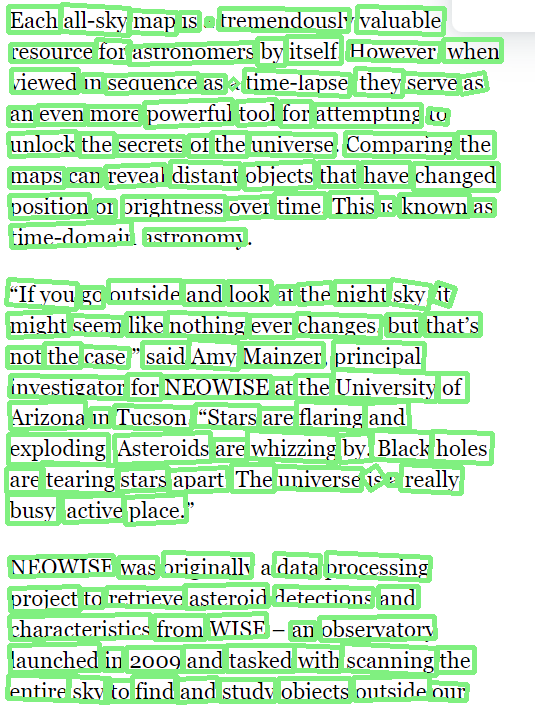 Each all-sky map is a tremendously valuable
resource for astronomers by itself. However, when
viewed in sequence as a time-lapse, they serve as
an even more powerful tool for attempting to
unlock the secrets of the universe. Comparing the
maps can reveal distant objects that have changed
position or brightness over time. This is known as
time-domain astronomy.
“If you go outside and look at the night sky, it
might seem like nothing ever changes, but that’s
not the case,” said Amy Mainzer, principal
investigator for NEOWISE at the University of
Arizona in Tucson. “Stars are flaring and
exploding. Asteroids are whizzing by. Black holes
are tearing stars apart. The universe is a really
busy, active place.”
NEOWISE was originally a data processing
project to retrieve asteroid detections and
characteristics from WISE – an observatory
launched in 2009 and tasked with scanning the
entire sky to find and study objects outside our